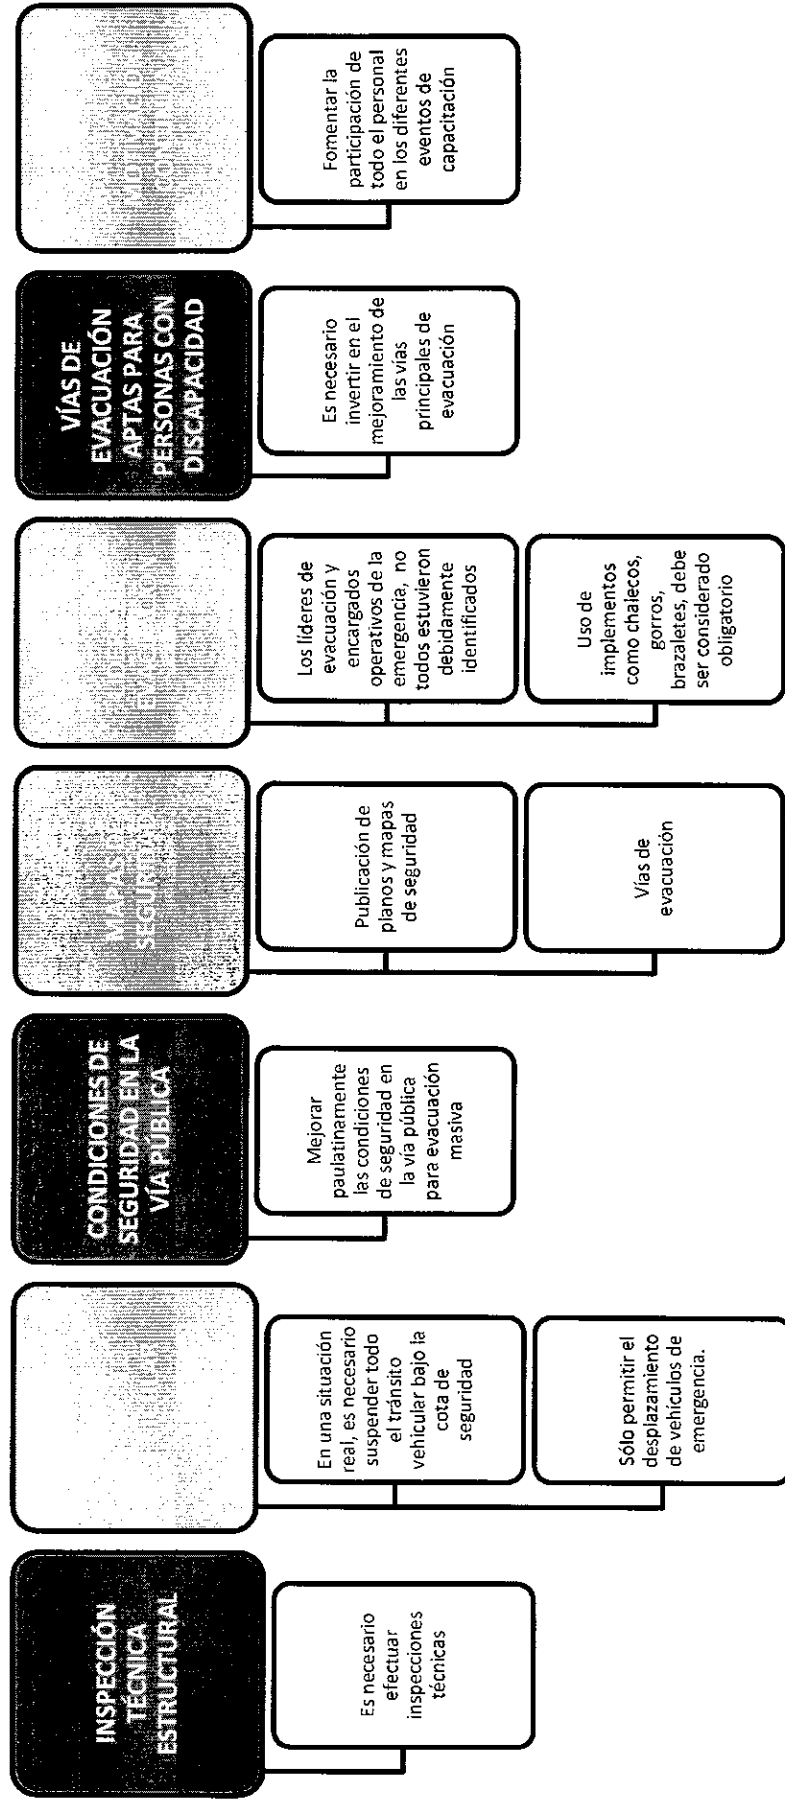 INSPECCIÓN
TÉCNICA
ESTRUCTURAL
Es necesario
efectuar
inspecciones
técnicas
En una situación
real, es necesario
suspender todo
el tránsito
vehicular bajo la
cota de
seguridad
Sólo permitir el
desplazamiento
de vehículos de
emergencia.
CONDICIONES DE
SEGURIDAD EN LA
VÍA PÚBLICA
Mejorar
paulatinamente
las condiciones
de seguridad en
la vía pública
para evacuación
masiva
Publicación de
planos y mapas
de seguridad
Vías de
evacuación
Los líderes de
evacuación y
encargados
operativos de la
emergencia, no
todos estuvieron
debidamente
identificados
Uso de
implementos
como chalecos,
gorros,
brazaletes, debe
ser considerado
obligatorio
VÍAS DE
EVACUACIÓN
APTAS PARA
PERSONAS CON
DISCAPACIDAD
Es necesario
invertir en el
mejoramiento de
las vías
principales de
evacuación
Fomentar la
participación de
todo el personal
en los diferentes
eventos de
capacitación